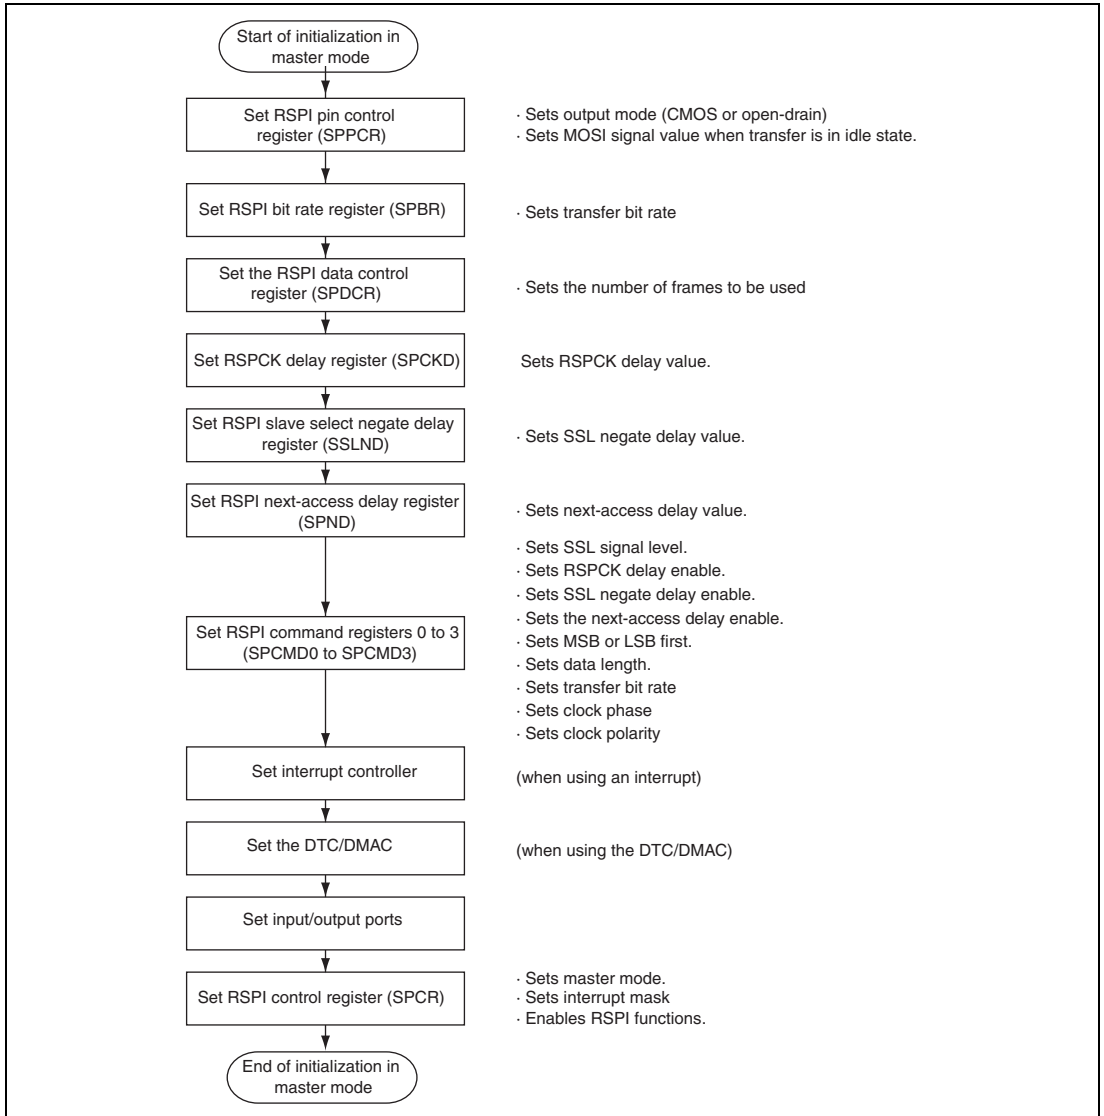 Start of initialization in
master mode
Set RSPI pin control
register (SPPCR)
· Sets output mode (CMOS or open-drain)
· Sets MOSI signal value when transfer is in idle state.
Set RSPI bit rate register (SPBR)
· Sets transfer bit rate
Set the RSPI data control
register (SPDCR)
· Sets the number of frames to be used
Set RSPCK delay register (SPCKD)
Sets RSPCK delay value.
Set RSPI slave select negate delay
register (SSLND)
· Sets SSL negate delay value.
Set RSPI next-access delay register
(SPND)
· Sets next-access delay value.
Set RSPI command registers 0 to 3
(SPCMD0 to SPCMD3)
· Sets SSL signal level.
· Sets RSPCK delay enable.
· Sets SSL negate delay enable.
· Sets the next-access delay enable.
· Sets MSB or LSB first.
· Sets data length.
· Sets transfer bit rate
· Sets clock phase
· Sets clock polarity
Set interrupt controller
(when using an interrupt)
Set the DTC/DMAC
(when using the DTC/DMAC)
Set input/output ports
Set RSPI control register (SPCR)
· Sets master mode.
· Sets interrupt mask
· Enables RSPI functions.
End of initialization in
master mode